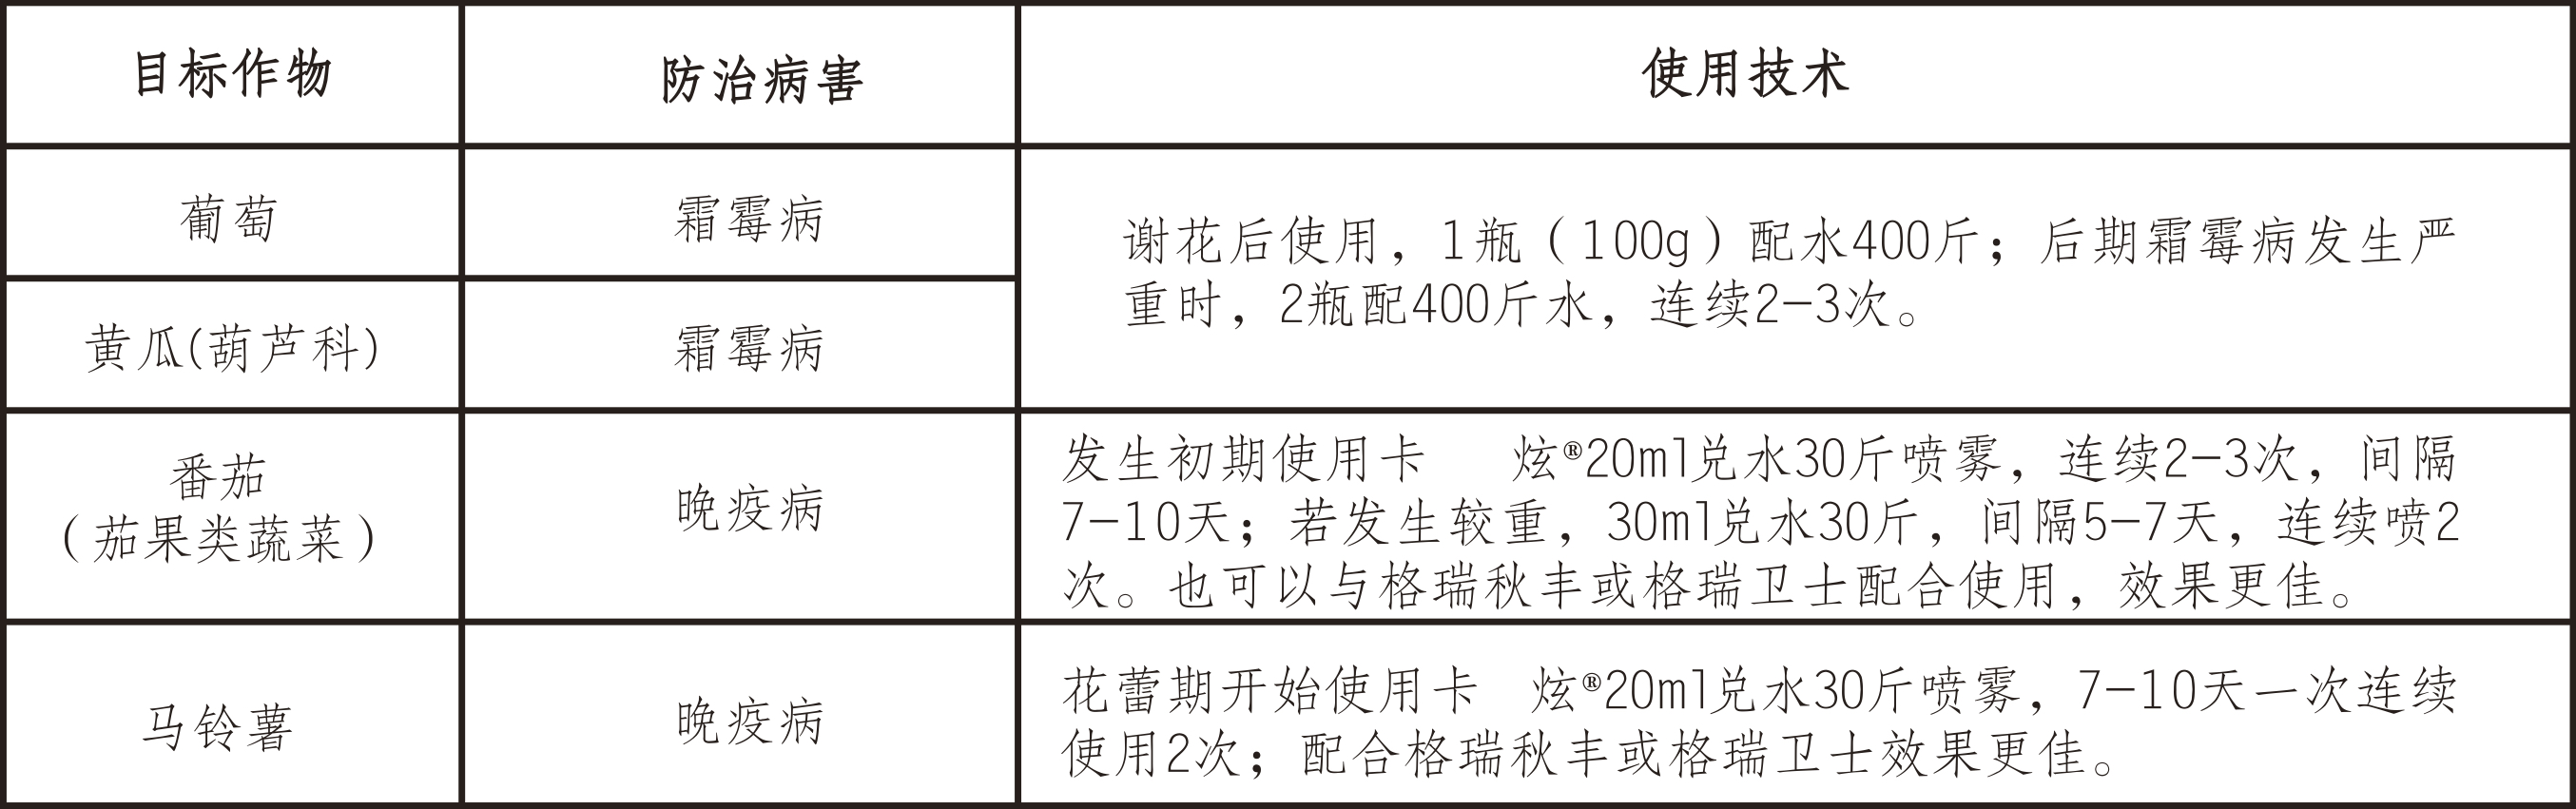 目标作物 防治病害 使用技术
葡萄 霜霉病
谢花后使用，1瓶（100g）配水400斤；后期霜霉病发生严
重时，2瓶配400斤水，连续2-3次。
黄瓜(葫芦科) 霜霉病
番茄
（茄果类蔬菜）
晚疫病
发生初期使用卡 炫®20ml兑水30斤喷雾，连续2-3次，间隔
7-10天；若发生较重，30ml兑水30斤，间隔5-7天，连续喷2
次。也可以与格瑞秋丰或格瑞卫士配合使用，效果更佳。
马铃薯 晚疫病
花蕾期开始使用卡 炫®20ml兑水30斤喷雾，7-10天一次连续
使用2次；配合格瑞秋丰或格瑞卫士效果更佳。